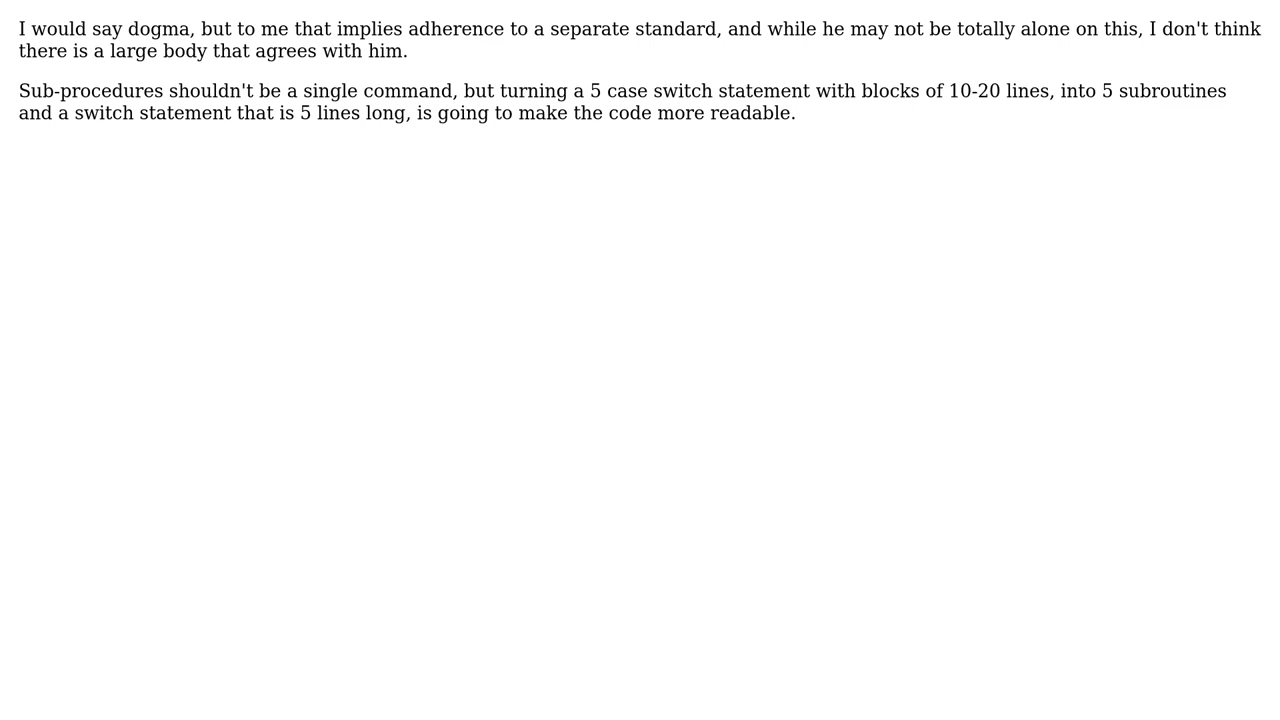 I would say dogma, but to me that implies adherence to a separate standard, and while he may not be totally alone on this, I don't think
there is a large body that agrees with him.
Sub-procedures shouldn't be a single command, but turning a 5 case switch statement with blocks of 10-20 lines, into 5 subroutines
and a switch statement that is 5 lines long, is going to make the code more readable.